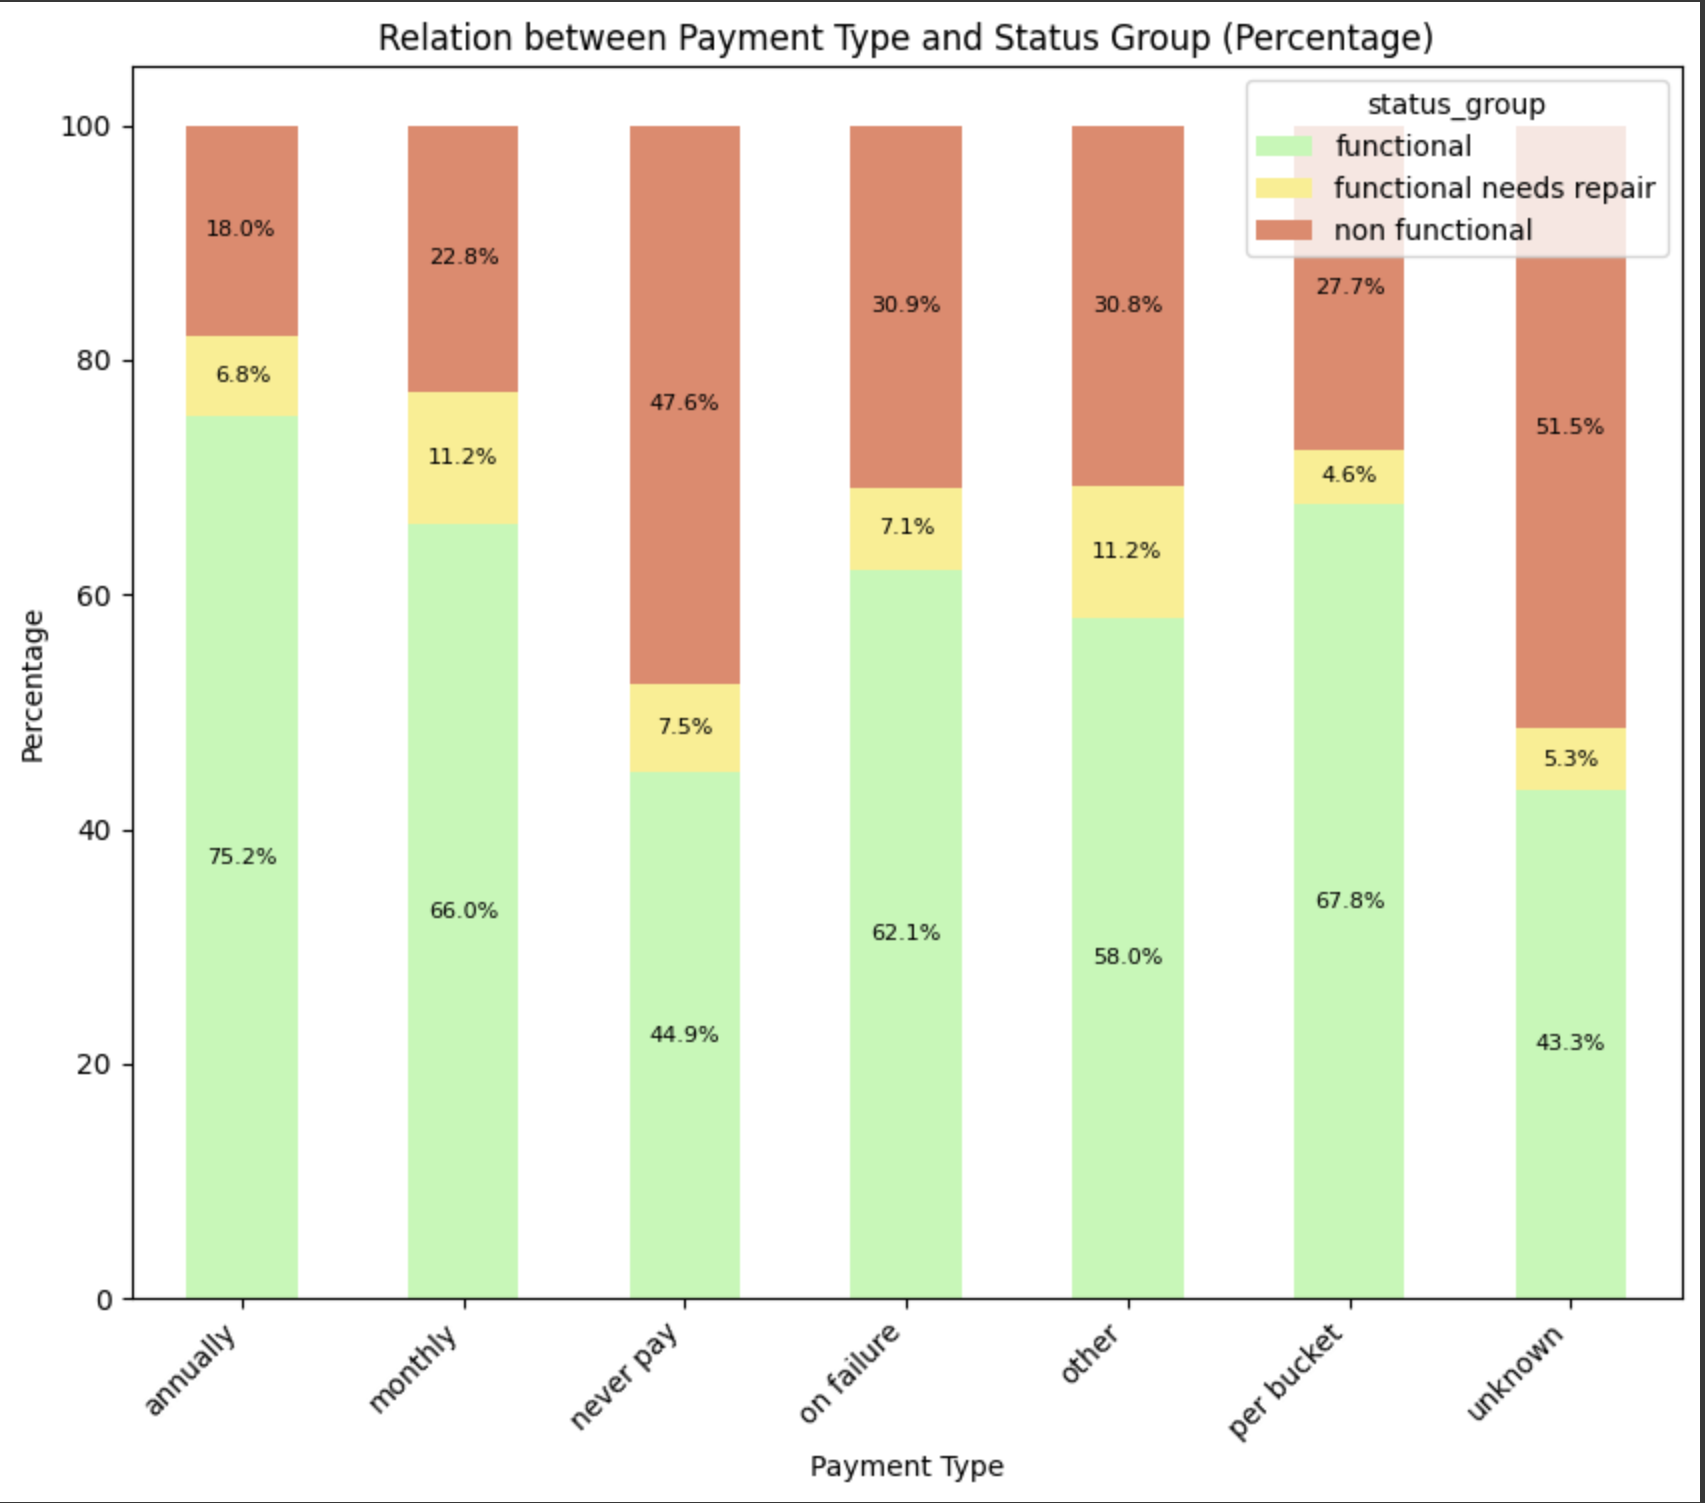 Relation between Payment Type and Status Group (Percentage)
status_group
functional
functional needs repair
non functional
Percentage
100
80
60
40
20
0
18.0%
6.8%
75.2%
22.8%
11.2%
66.0%
47.6%
7.5%
44.9%
30.9%
7.1%
62.1%
30.8%
11.2%
58.0%
27.7%
4.6%
67.8%
51.5%
5.3%
43.3%
annually
monthly
never pay
on failure
other
per bucket
unknown
Payment Type